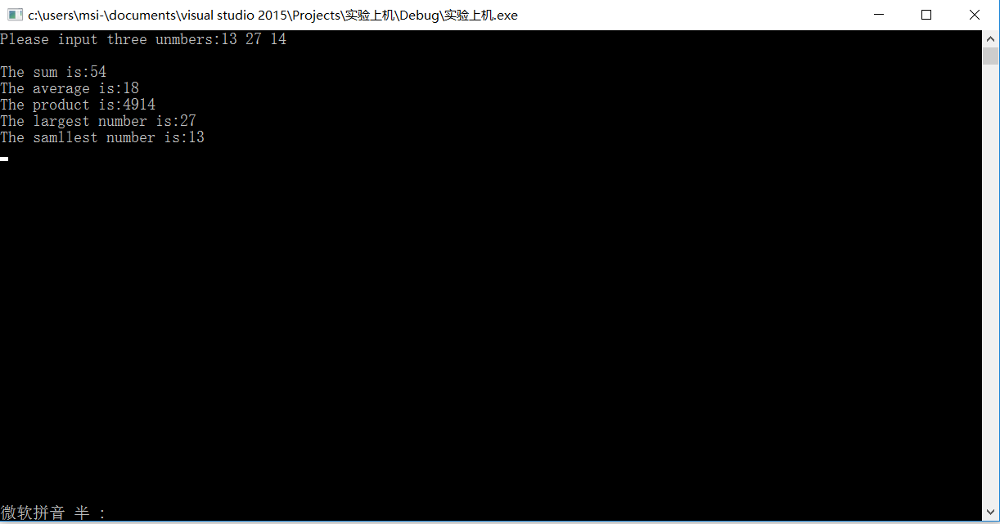 c:\users\msi-\documents\visual studio 2015\Projects\实验上机\Debug\实验上机.exe
Please input three unmbers:13 27 14
The sum is:54
The average is:18
The product is:4914
The largest number is:27
The samllest number is:13
微软拼音 半 :